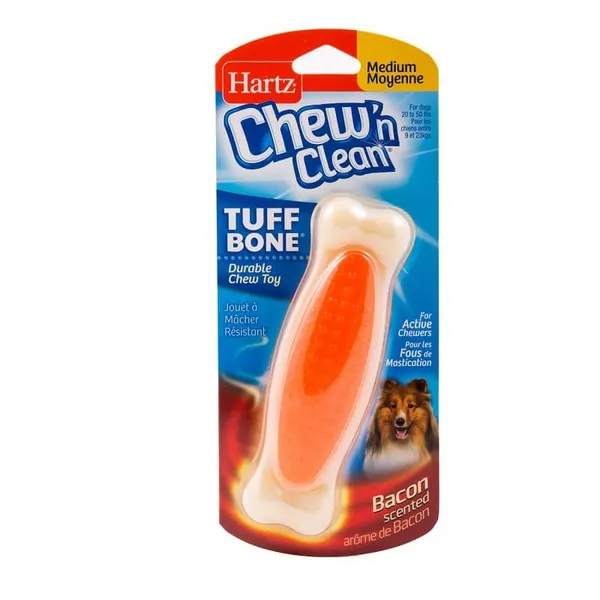 Hartz
Medium
Moyenne
For dogs
20 to 50 lbs
Pour les
chiens entre
9 et 23kgs
Chew'n
Clean®
TUFF
BONE®
Durable
Chew Toy
Jouet à
Mâcher
Résistant
For
Active
Chewers
Pour les
Fous de
Mastication
Bacon
scented
arôme de Bacon